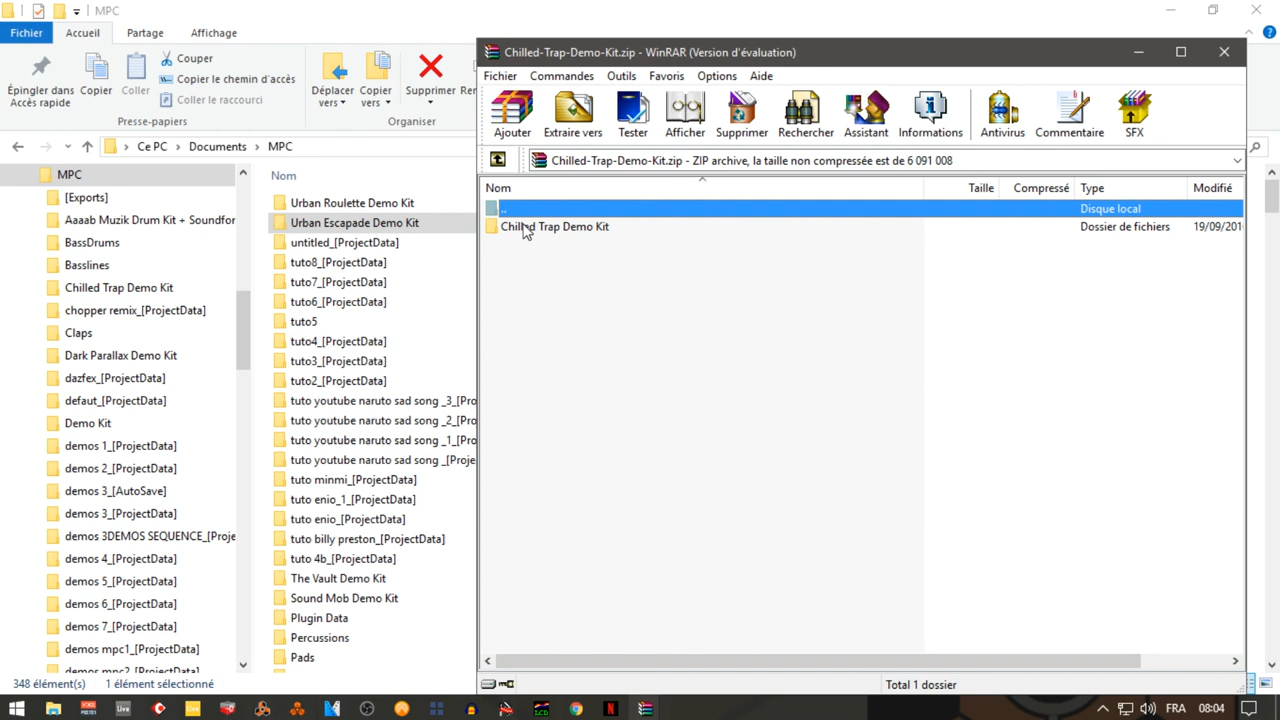 MPC
Fichier Accueil Partage Affichage
Épingler dans
Accès rapide
Copier
Coller
Couper
Copier le chemin d'accès
Coller le raccourci
Déplacer
vers
Copier
vers
Supprimer
Presse-papiers
Organiser
Ce PC > Documents > MPC
MPC
[Exports]
Aaaab Muzik Drum Kit + Soundfor
BassDrums
Basslines
Chilled Trap Demo Kit
chopper remix_[ProjectData]
Claps
Dark Parallax Demo Kit
dazfex_[ProjectData]
defaut_[ProjectData]
Demo Kit
demos 1_[ProjectData]
demos 2_[ProjectData]
demos 3_[AutoSave]
demos 3_[ProjectData]
demos 3DEMOS SEQUENCE_[Proje
demos 4_[ProjectData]
demos 5_[ProjectData]
demos 6_[ProjectData]
demos 7_[ProjectData]
demos mpc1_[ProjectData]
demos mpc2_[ProjectData]
Nom
Urban Roulette Demo Kit
Urban Escapade Demo Kit
untitled_[ProjectData]
tuto8_[ProjectData]
tuto7_[ProjectData]
tuto6_[ProjectData]
tuto5
tuto4_[ProjectData]
tuto3_[ProjectData]
tuto2_[ProjectData]
tuto youtube naruto sad song _3_[Pro
tuto youtube naruto sad song _2_[Pro
tuto youtube naruto sad song _1_[Pro
tuto youtube naruto sad song _[Proje
tuto minmi_[ProjectData]
tuto enio_1_[ProjectData]
tuto enio_[ProjectData]
tuto billy preston_[ProjectData]
tuto 4b_[ProjectData]
The Vault Demo Kit
Sound Mob Demo Kit
Plugin Data
Percussions
Pads
348 élément(s) 1 élément sélectionné
Chilled-Trap-Demo-Kit.zip - WinRAR (Version d'évaluation)
Fichier Commandes Outils Favoris Options Aide
Ajouter Extraire vers Tester Afficher Supprimer Rechercher Assistant Informations Antivirus Commentaire SFX
Chilled-Trap-Demo-Kit.zip - ZIP archive, la taille non compressée est de 6 091 008
Nom Taille Compressé Type Modifié
.. Disque local
Chilled Trap Demo Kit Dossier de fichiers 19/09/201
Total 1 dossier
FRA 08:04